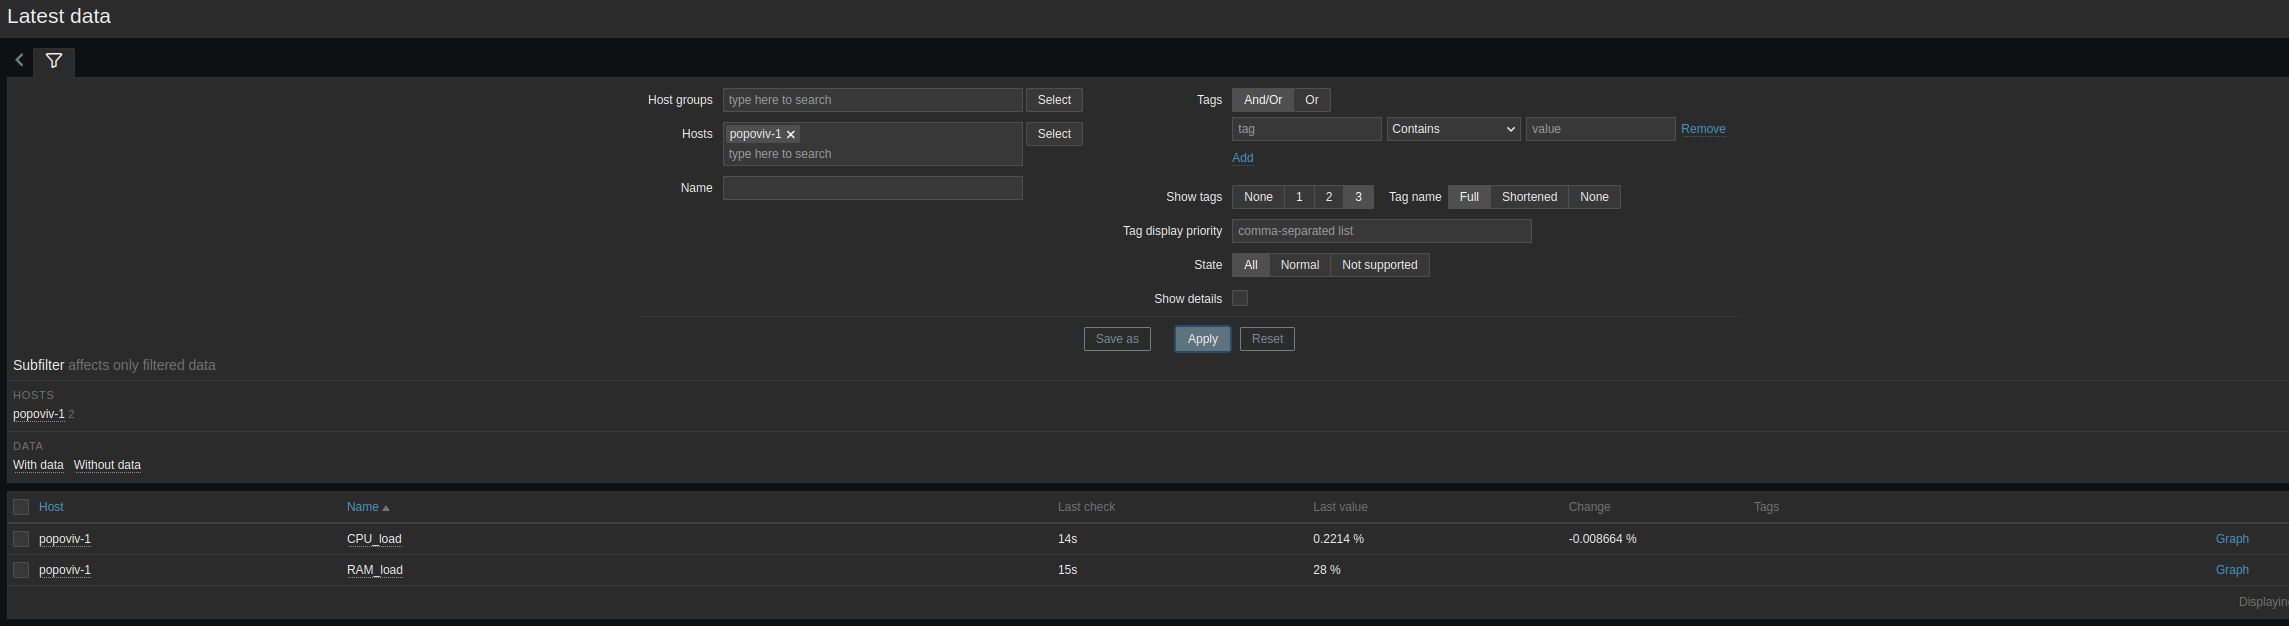 Latest data
Host groups type here to search Select
Hosts popoviv-1 Select
type here to search
Name
Tags And/Or Or
tag Contains value Remove
Add
Show tags None 1 2 3 Tag name Full Shortened None
Tag display priority comma-separated list
State All Normal Not supported
Show details
Save as Apply Reset
Subfilter affects only filtered data
HOSTS
popoviv-1 2
DATA
With data Without data
Host Name Last check Last value Change Tags
popoviv-1 CPU_load 14s 0.2214 % -0.008664 % Graph
popoviv-1 RAM_load 15s 28 % Graph